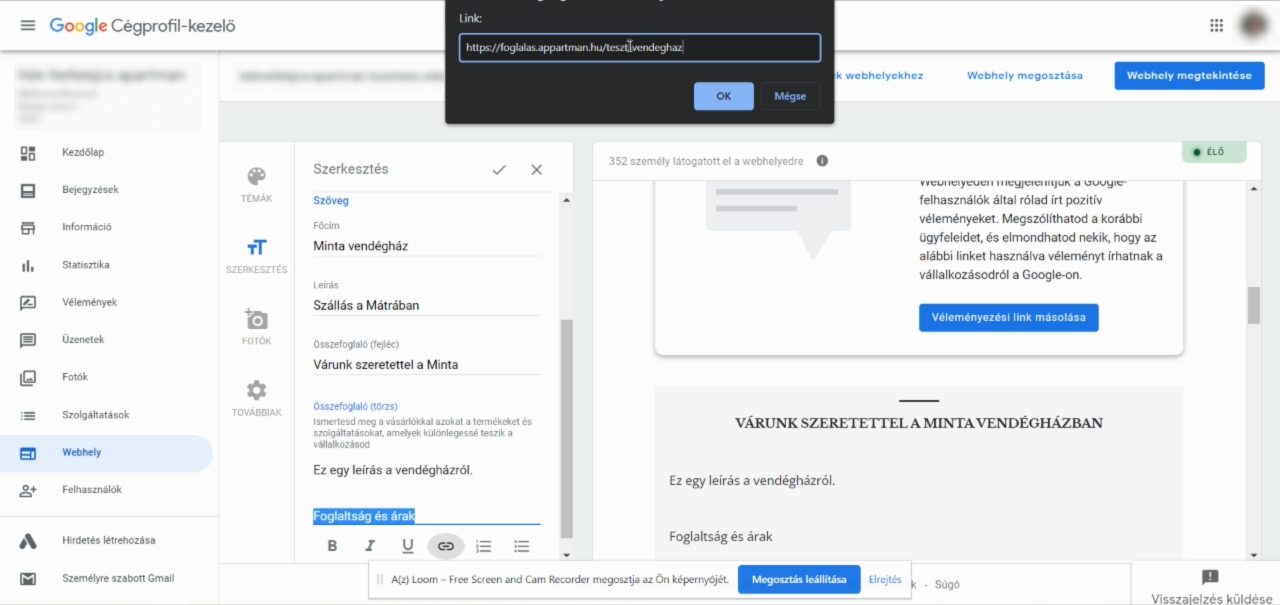 Link:
https://foglalas.appartman.hu/tesztvendeghaz
OK
Mégse
Google Cégprofil-kezelő
k webhelyekhez
Webhely megosztása
Webhely megtekintése
Kezdőlap
Bejegyzések
Információ
Statisztika
Vélemények
Üzenetek
Fotók
Szolgáltatások
Webhely
Felhasználók
Hirdetés létrehozása
Személyre szabott Gmail
TÉMÁK
SZERKESZTÉS
FOTÓK
TOVÁBBIAK
Szerkesztés
Szöveg
Főcím
Minta vendégház
Leírás
Szállás a Mátrában
Összefoglaló (fejléc)
Várunk szeretettel a Minta
Összefoglaló (törzs)
Ismertesd meg a vásárlókkal azokat a termékeket és
szolgáltatásokat, amelyek különlegessé teszik a
vállalkozásod
Ez egy leírás a vendégházról.
Foglaltság és árak
B I U
352 személy látogatott el a webhelyedre
ÉLŐ
Webhelyeden megjelenítjük a Google-
felhasználók által rólad írt pozitív
véleményeket. Megszólíthatod a korábbi
ügyfeleidet, és elmondhatod nekik, hogy az
alábbi linket használva véleményt írhatnak a
vállalkozásodról a Google-on.
Véleményezési link másolása
VÁRUNK SZERETETTEL A MINTA VENDÉGHÁZBAN
Ez egy leírás a vendégházról.
Foglaltság és árak
A(z) Loom – Free Screen and Cam Recorder megosztja az Ön képernyőjét.
Megosztás leállítása
Elrejtés
k - Súgó
Visszajelzés küldése